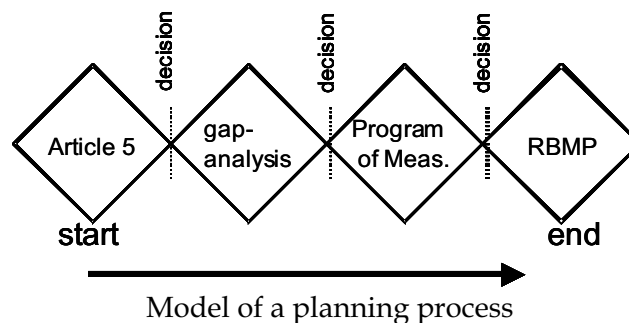 decision
decision
decision
Article 5
gap-
analysis
Program
of Meas.
RBMP
start
end
Model of a planning process